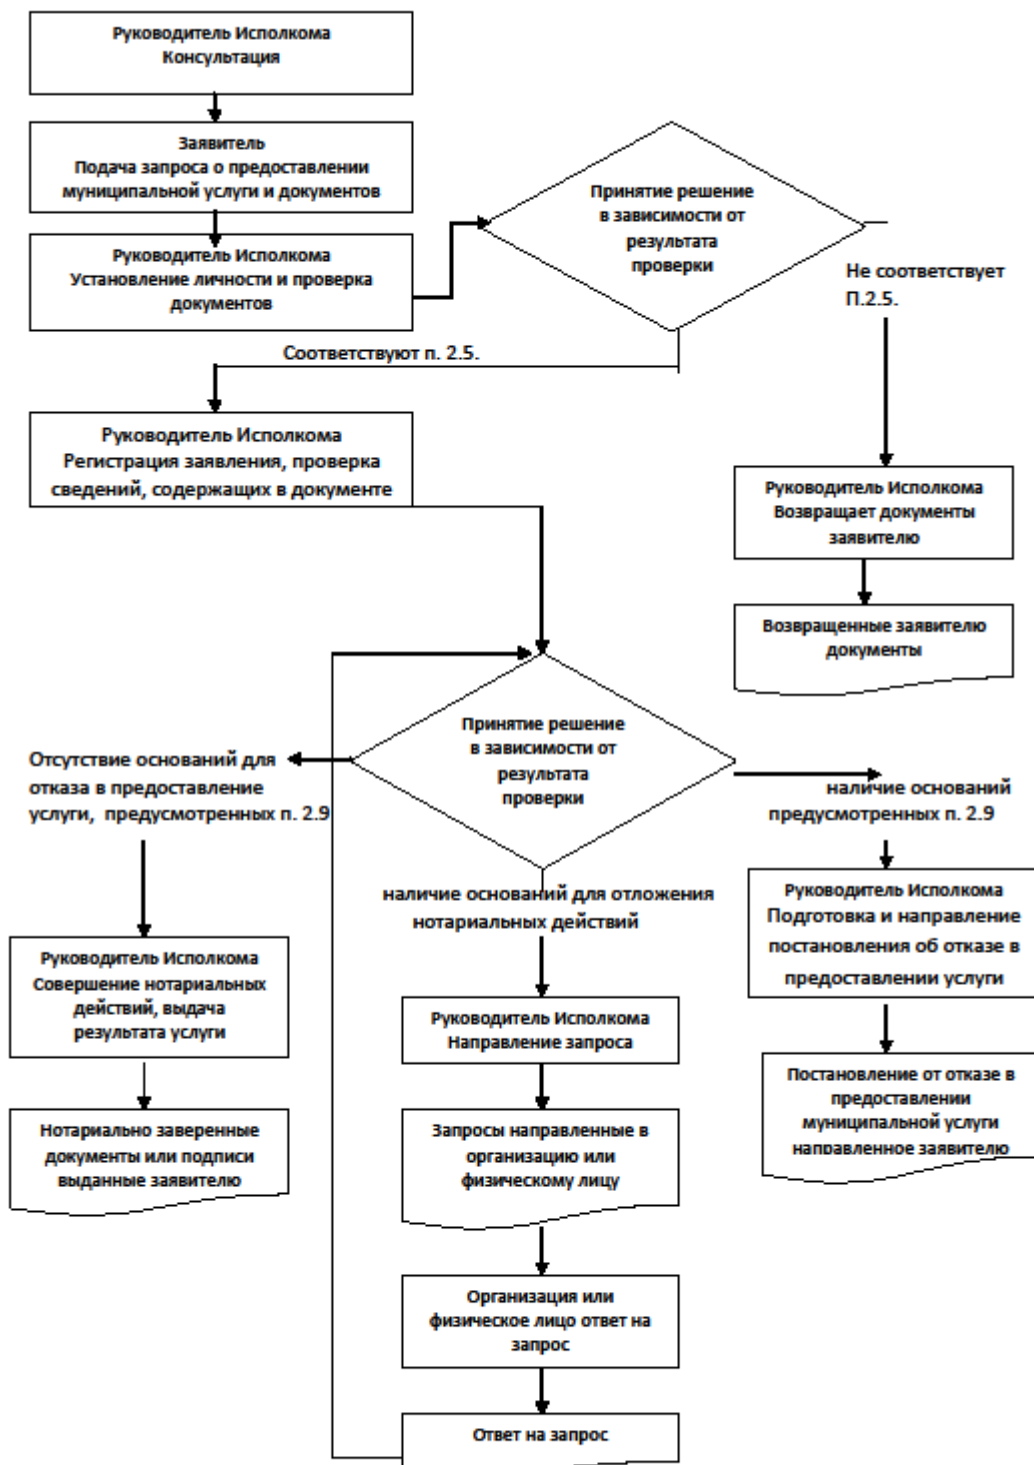 Руководитель Исполкома
Консультация
Заявитель
Подача запроса о предоставлении
муниципальной услуги и документов
Руководитель Исполкома
Установление личности и проверка
документов
Принятие решение
в зависимости от
результата
проверки
Не соответствует
П.2.5.
Соответствуют п. 2.5.
Руководитель Исполкома
Регистрация заявления, проверка
сведений, содержащих в документе
Руководитель Исполкома
Возвращает документы
заявителю
Возвращенные заявителю
документы
Принятие решение
в зависимости от
результата
проверки
Отсутствие оснований для
отказа в предоставление
услуги, предусмотренных п. 2.9
наличие оснований
предусмотренных п. 2.9
наличие оснований для отложения
нотариальных действий
Руководитель Исполкома
Совершение нотариальных
действий, выдача
результата услуги
Нотариально заверенные
документы или подписи
выданные заявителю
Руководитель Исполкома
Направление запроса
Запросы направленные в
организацию или
физическому лицу
Организация или
физическое лицо ответ на
запрос
Ответ на запрос
Руководитель Исполкома
Подготовка и направление
постановления об отказе в
предоставлении услуги
Постановление от отказе в
предоставлении
муниципальной услуги
направленное заявителю